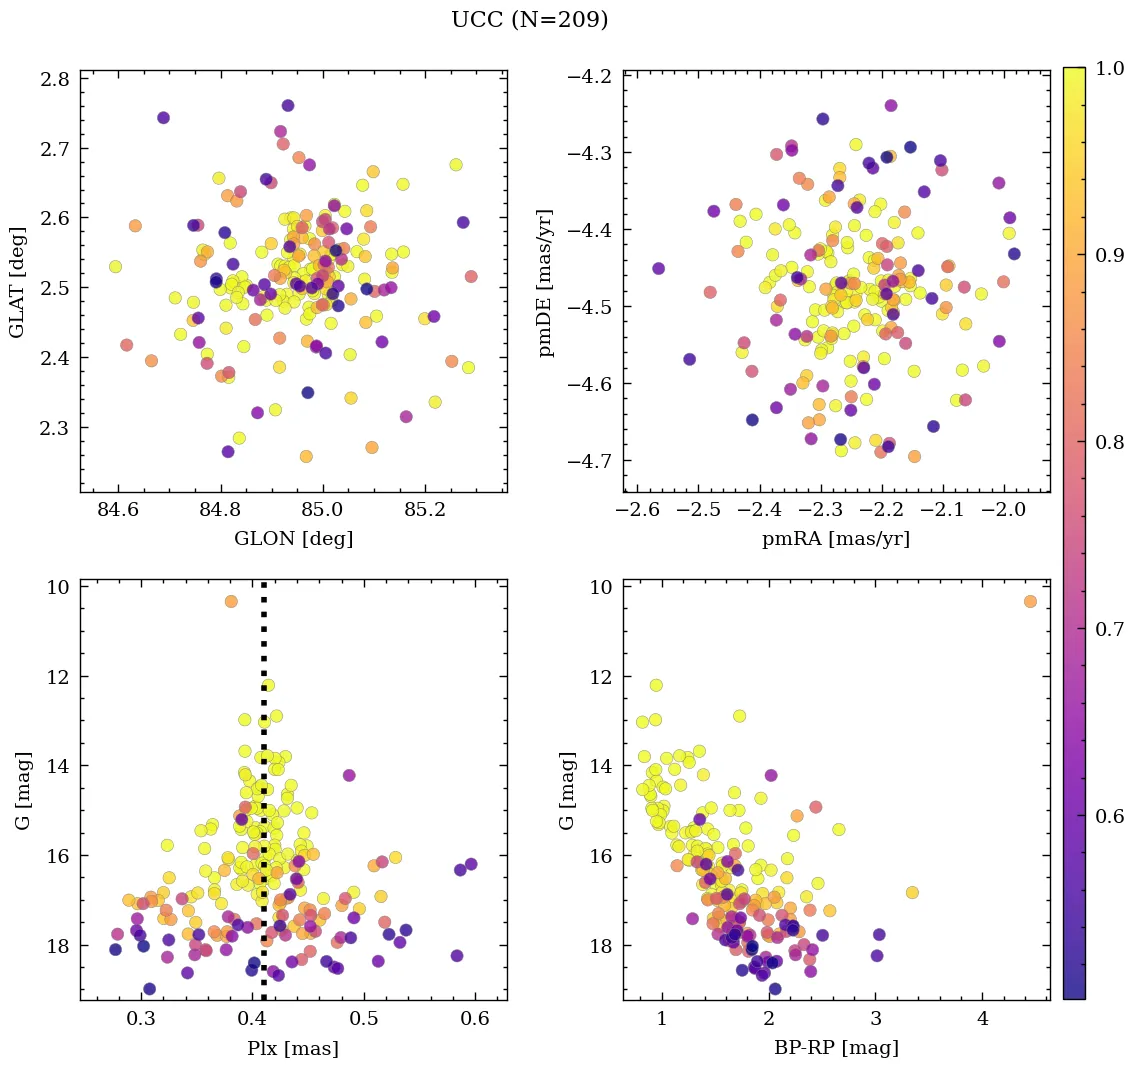 UCC (N=209)
2.8
2.7
2.6
2.5
2.4
2.3
GLAT [deg]
84.6 84.8 85.0 85.2
GLON [deg]
−4.2
−4.3
−4.4
−4.5
−4.6
−4.7
pmDE [mas/yr]
−2.6 −2.5 −2.4 −2.3 −2.2 −2.1 −2.0
pmRA [mas/yr]
1.0
0.9
0.8
0.7
0.6
10
12
14
16
18
G [mag]
0.3 0.4 0.5 0.6
Plx [mas]
10
12
14
16
18
G [mag]
1 2 3 4
BP-RP [mag]